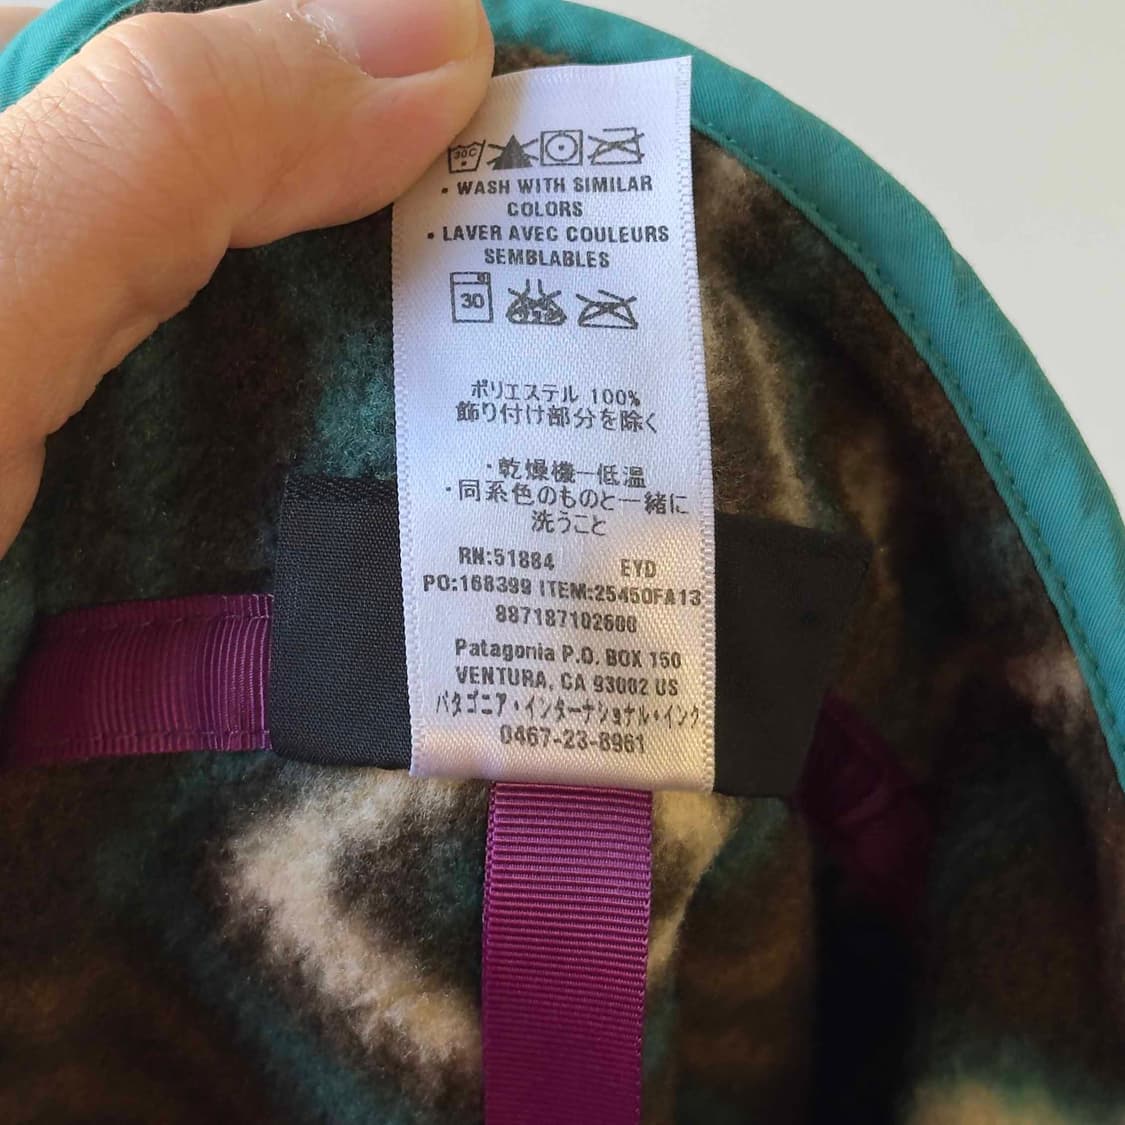 30C
• WASH WITH SIMILAR
COLORS
• LAVER AVEC COULEURS
SEMBLABLES
30
ポリエステル 100%
飾り付け部分を除く
・乾燥機一低温
・同系色のものと一緒に
洗うこと
RN:51884 EYD
PO:168399 ITEM:25450FA13
887187102600
Patagonia P.O. BOX 150
VENTURA, CA 93002 US
パタゴニア・インターナショナル・インク
0467-23-8961